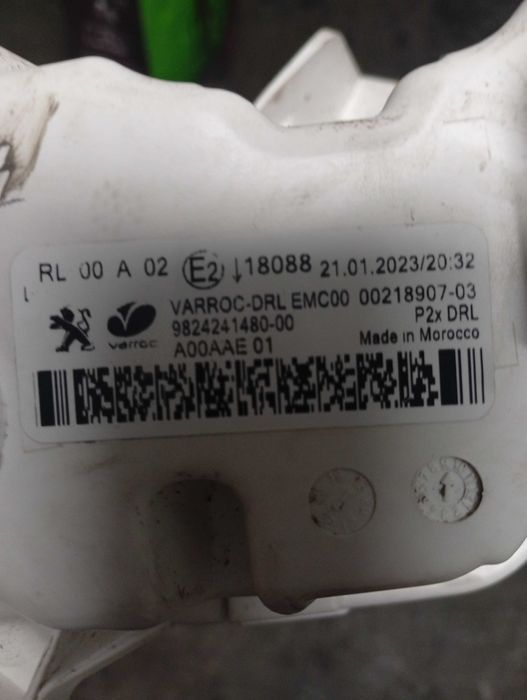 RL 00 A 02 E2 ↓18088 21.01.2023/20:32
VARROC-DRL EMC00 00218907-03
varroc 9824241480-00 P2x DRL
A00AAE 01 Made in Morocco